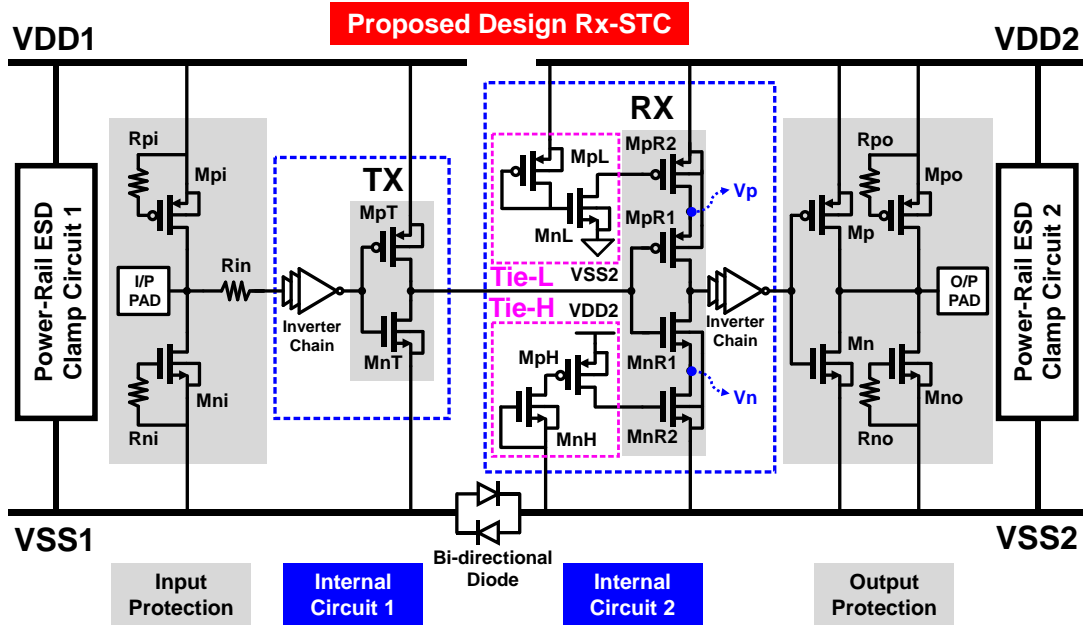 Proposed Design Rx-STC
VDD1
VDD2
Power-Rail ESD
Clamp Circuit 1
Rpi
Mpi
I/P
PAD
Rin
Mni
Rni
TX
MpT
Inverter
Chain
MnT
RX
MpL
MnL
VSS2
Tie-L
Tie-H
VDD2
MpH
MnH
MpR2
Vp
MpR1
MnR1
Vn
MnR2
Inverter
Chain
Rpo
Mpo
Mp
O/P
PAD
Mn
Mno
Rno
Power-Rail ESD
Clamp Circuit 2
VSS1
VSS2
Bi-directional
Diode
Input
Protection
Internal
Circuit 1
Internal
Circuit 2
Output
Protection